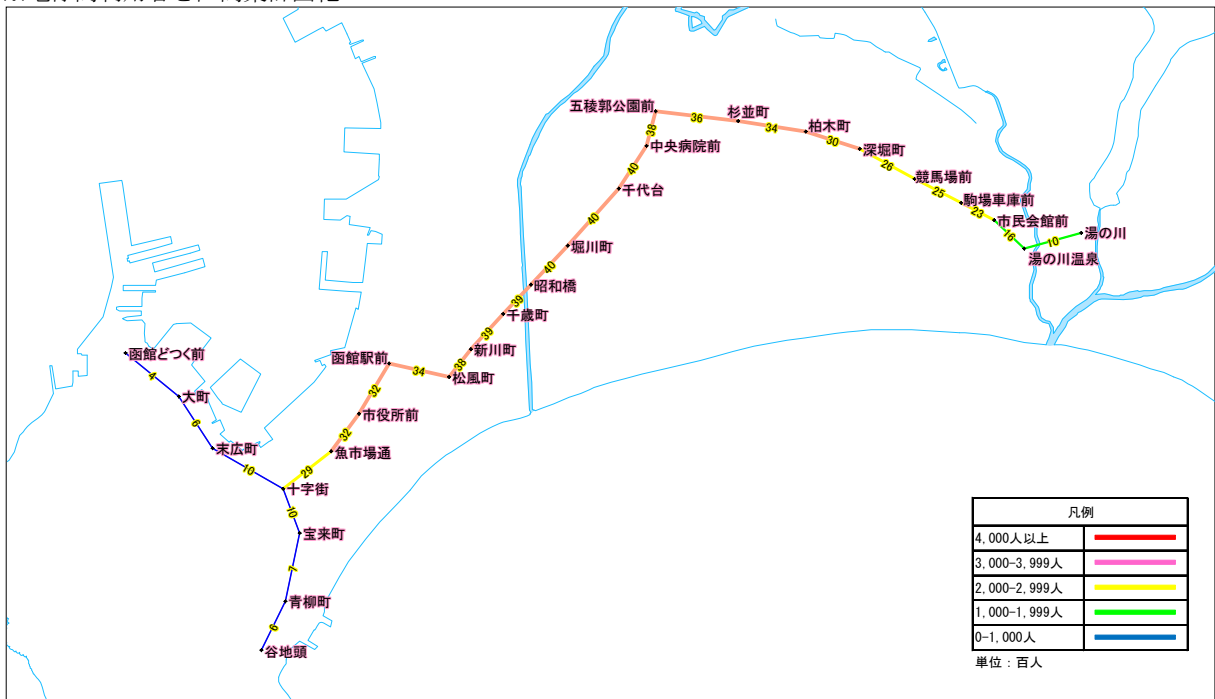 五稜郭公園前
36
杉並町
34
柏木町
30
深堀町
26
競馬場前
25
駒場車庫前
23
市民会館前
16
湯の川温泉
10
湯の川
38
中央病院前
40
千代台
40
堀川町
40
昭和橋
39
千歳町
39
新川町
38
松風町
34
函館駅前
32
市役所前
32
魚市場通
29
十字街
函館どつく前
4
大町
6
末広町
10
10
宝来町
7
青柳町
6
谷地頭
凡例
4,000人以上
3,000-3,999人
2,000-2,999人
1,000-1,999人
0-1,000人
単位：百人